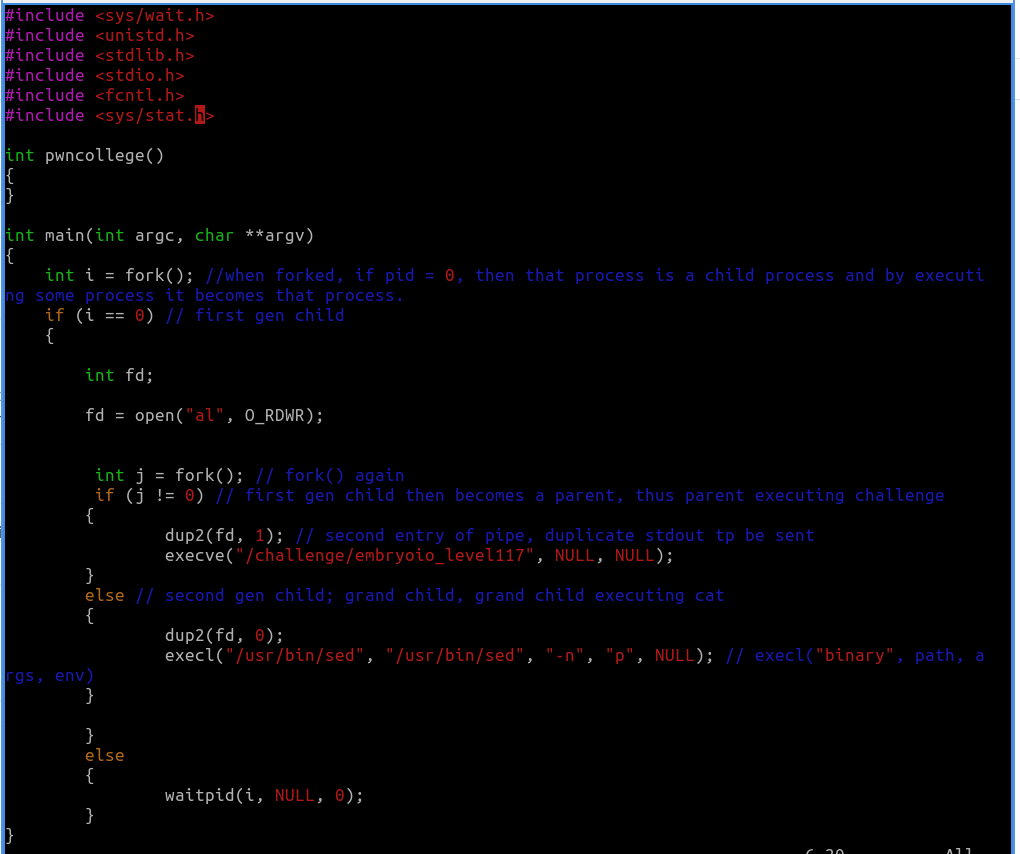 #include <sys/wait.h>
#include <unistd.h>
#include <stdlib.h>
#include <stdio.h>
#include <fcntl.h>
#include <sys/stat.h>
int pwncollege()
{
}
int main(int argc, char **argv)
{
    int i = fork(); //when forked, if pid = 0, then that process is a child process and by executi
ng some process it becomes that process.
    if (i == 0) // first gen child
    {
        int fd;
        fd = open("al", O_RDWR);
         int j = fork(); // fork() again
         if (j != 0) // first gen child then becomes a parent, thus parent executing challenge
        {
                dup2(fd, 1); // second entry of pipe, duplicate stdout tp be sent
                execve("/challenge/embryoio_level117", NULL, NULL);
        }
        else // second gen child; grand child, grand child executing cat
        {
                dup2(fd, 0);
                execl("/usr/bin/sed", "/usr/bin/sed", "-n", "p", NULL); // execl("binary", path, a
rgs, env)
        }
        }
        else
        {
                waitpid(i, NULL, 0);
        }
}